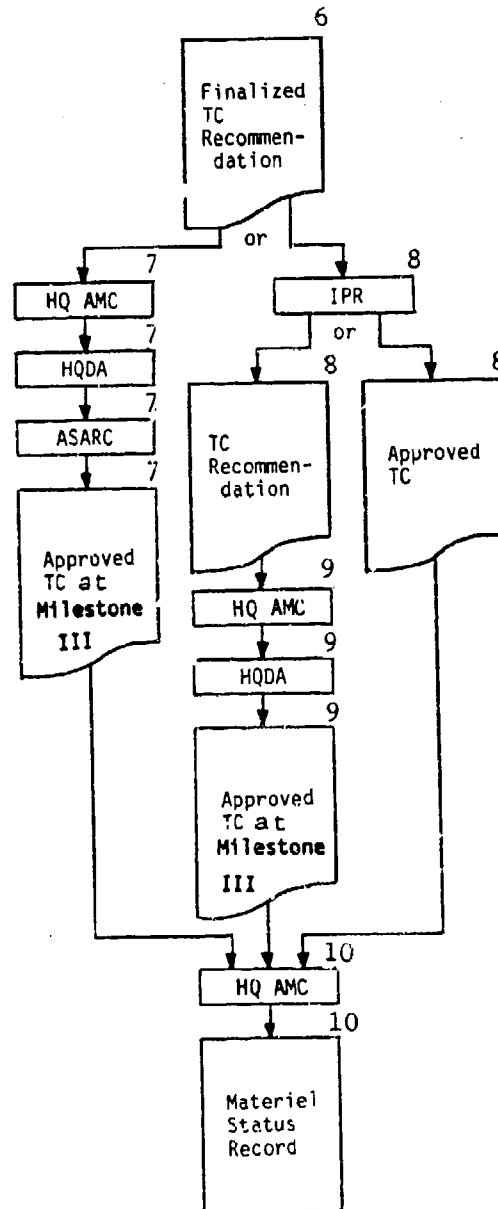 6
Finalized
TC
Recommen-
dation
or
7
HQ AMC
8
IPR
or
7
HQDA
7
ASARC
7
Approved
TC at
Milestone
III
8
TC
Recommen-
dation
8
Approved
TC
9
HQ AMC
9
HQDA
9
Approved
TC at
Milestone
III
10
HQ AMC
10
Materiel
Status
Record